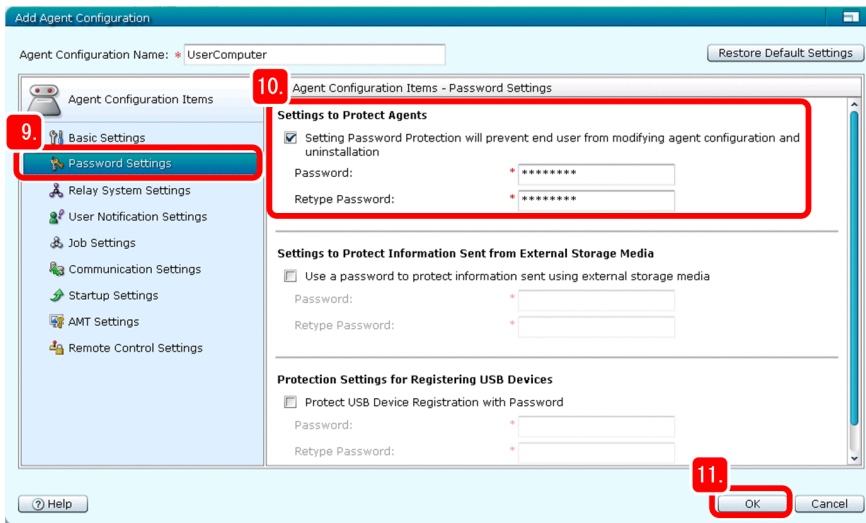 Add Agent Configuration
Agent Configuration Name: * UserComputer
Restore Default Settings
Agent Configuration Items
9.
Basic Settings
Password Settings
Relay System Settings
User Notification Settings
Job Settings
Communication Settings
Startup Settings
AMT Settings
Remote Control Settings
10.
Agent Configuration Items - Password Settings
Settings to Protect Agents
Setting Password Protection will prevent end user from modifying agent configuration and
uninstallation
Password: * ********
Retype Password: * ********
Settings to Protect Information Sent from External Storage Media
Use a password to protect information sent using external storage media
Password: *
Retype Password: *
Protection Settings for Registering USB Devices
Protect USB Device Registration with Password
Password: *
Retype Password: *
11.
? Help
OK
Cancel